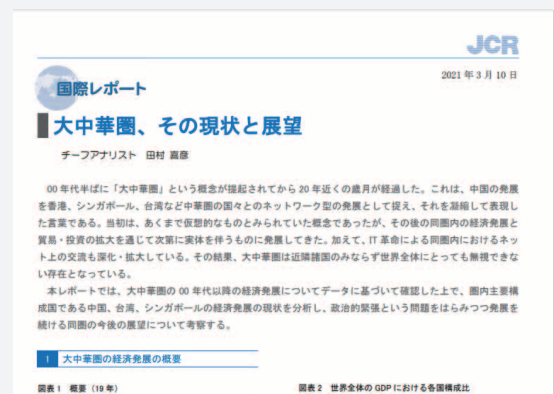 JCR
2021年3月10日
国際レポート
大中華圏、その現状と展望
チーフアナリスト 田村 喜彦
00年代半ばに「大中華圏」という概念が提起されてから20年近くの歳月が経過した。これは、中国の発展
を香港、シンガポール、台湾など中華圏の国々とのネットワーク型の発展として捉え、それを凝縮して表現し
た言葉である。当初は、あくまで仮想的なものとみられていた概念であったが、その後の同圏内の経済発展と
貿易・投資の拡大を通じて次第に実体を伴うものに発展してきた。加えて、IT革命による同圏内におけるネッ
ト上の交流も深化・拡大している。その結果、大中華圏は近隣諸国のみならず世界全体にとっても無視できな
い存在となっている。
本レポートでは、大中華圏の00年代以降の経済発展についてデータに基づいて確認した上で、圏内主要構
成国である中国、台湾、シンガポールの経済発展の現状を分析し、政治的緊張という問題をはらみつつ発展を
続ける同圏の今後の展望について考察する。
1 大中華圏の経済発展の概要
図表1 概要（19年）
図表2 世界全体のGDPにおける各国構成比